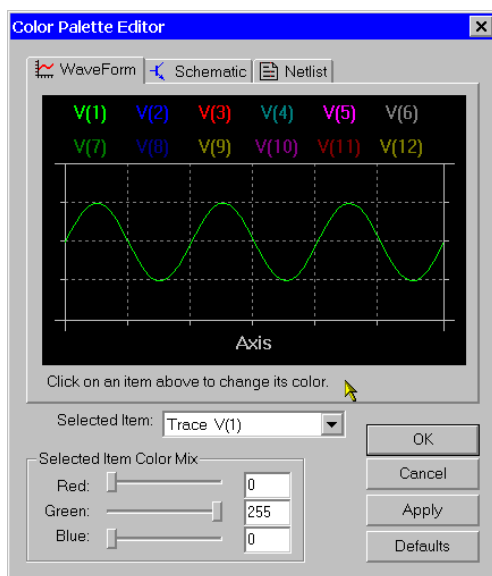 Color Palette Editor
WaveForm Schematic Netlist
V(1) V(2) V(3) V(4) V(5) V(6)
V(7) V(8) V(9) V(10) V(11) V(12)
Axis
Click on an item above to change its color.
Selected Item: Trace V(1)
OK
Selected Item Color Mix
Cancel
Red: 0
Green: 255
Apply
Blue: 0
Defaults